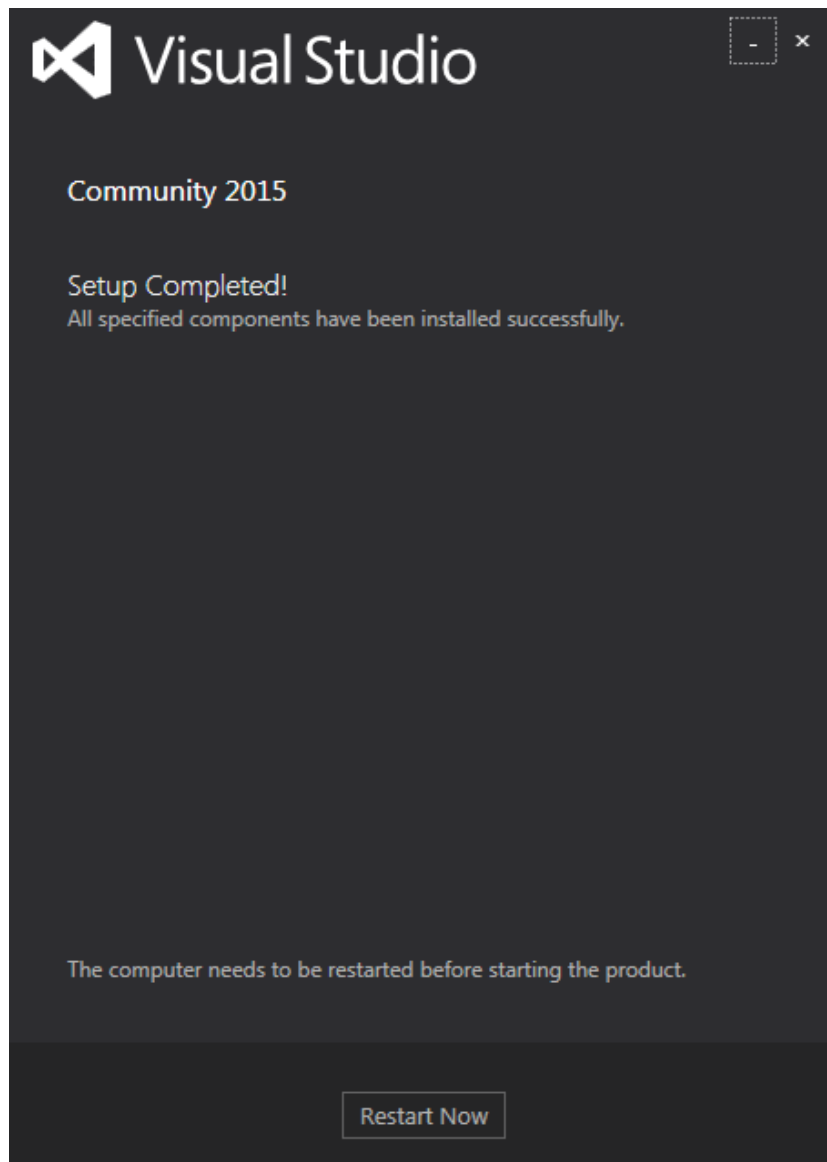 Visual Studio
Community 2015
Setup Completed!
All specified components have been installed successfully.
The computer needs to be restarted before starting the product.
Restart Now